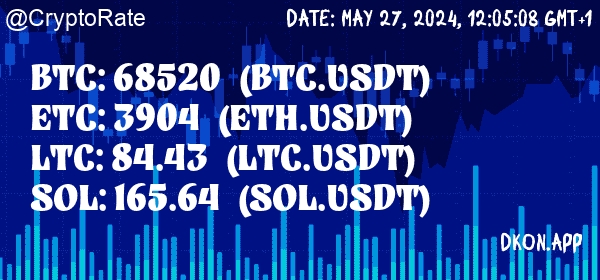 @CryptoRate
DATE: MAY 27, 2024, 12:05:08 GMT+1
BTC: 68520 (BTC.USDT)
ETC: 3904 (ETH.USDT)
LTC: 84.43 (LTC.USDT)
SOL: 165.64 (SOL.USDT)
DKON.APP